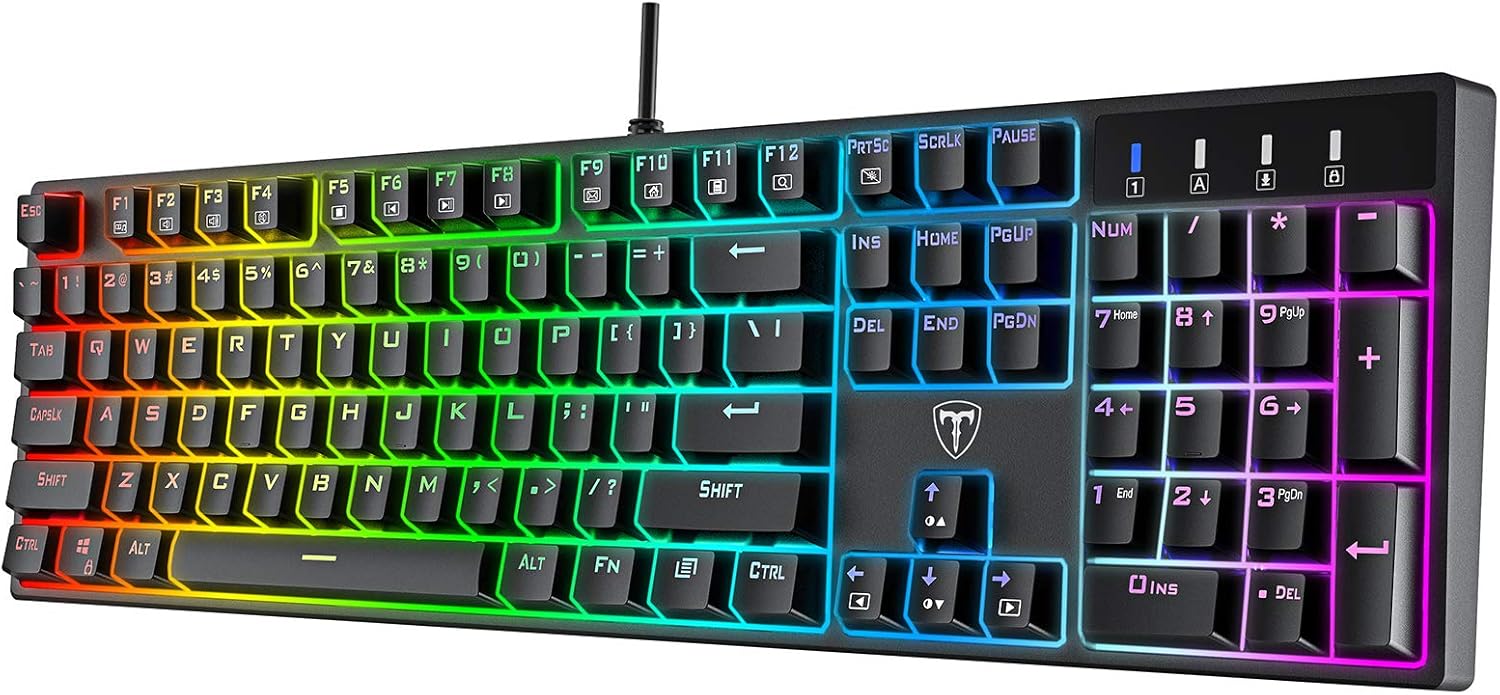 Esc F1 F2 F3 F4 F5 F6 F7 F8 F9 F10 F11 F12 PrtSc ScrLk Pause
1 A
` ~ 1 ! 2 @ 3 # 4 $ 5 % 6 ^ 7 & 8 * 9 ( 0 ) - - = + ← Ins Home PgUp Num / * -
Tab Q W E R T Y U I O P [ { ] } \ | Del End PgDn 7 Home 8 ↑ 9 PgUp +
CapsLk A S D F G H J K L ; : ' " ↵ 4 ← 5 6 →
Shift Z X C V B N M ; < . > / ? Shift ↑ 1 End 2 ↓ 3 PgDn ↵
Ctrl Alt Alt Fn Ctrl ← ↓ → 0 Ins . Del